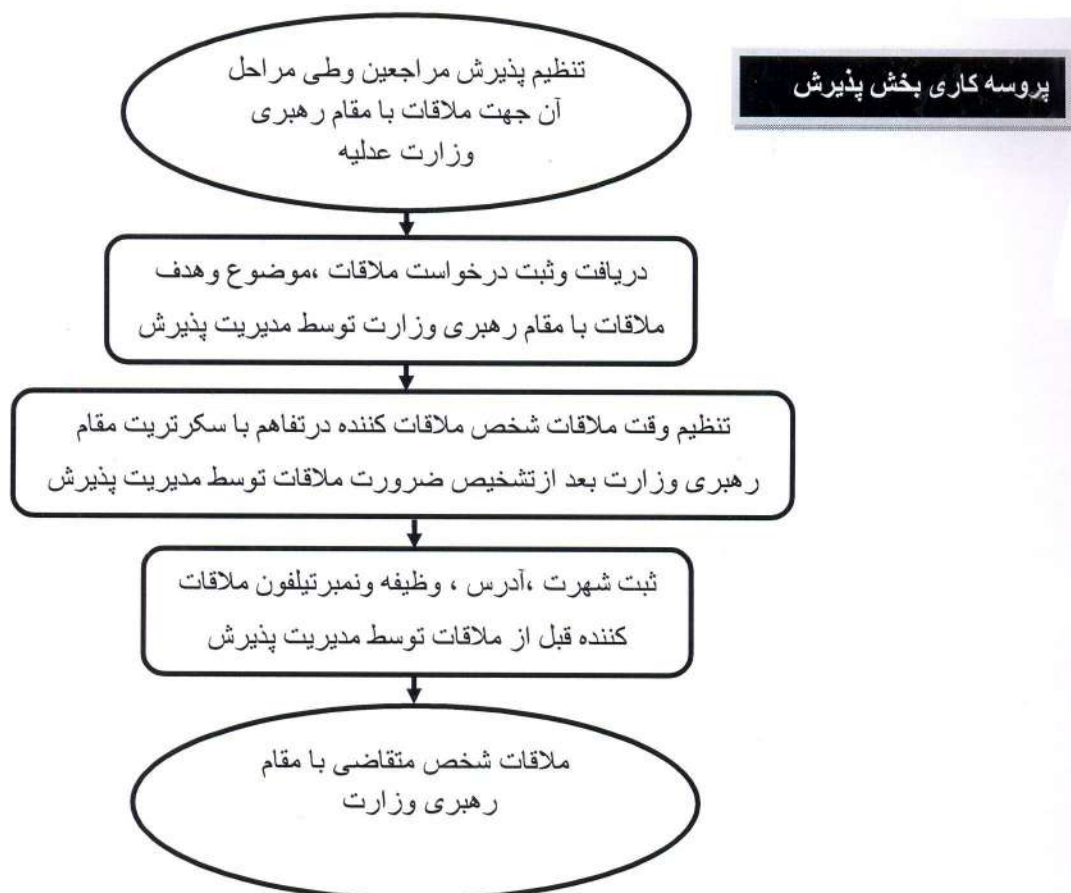 پروسه کاری بخش پذیرش
تنظیم پذیرش مراجعین وطی مراحل
آن جهت ملاقات با مقام رهبری
وزارت عدلیه
دریافت وثبت درخواست ملاقات ،موضوع وهدف
ملاقات با مقام رهبری وزارت توسط مدیریت پذیرش
تنظیم وقت ملاقات شخص ملاقات کننده درتفاهم با سکرتریت مقام
رهبری وزارت بعد ازتشخیص ضرورت ملاقات توسط مدیریت پذیرش
ثبت شهرت ،آدرس ، وظیفه ونمبرتیلفون ملاقات
کننده قبل از ملاقات توسط مدیریت پذیرش
ملاقات شخص متقاضی با مقام
رهبری وزارت